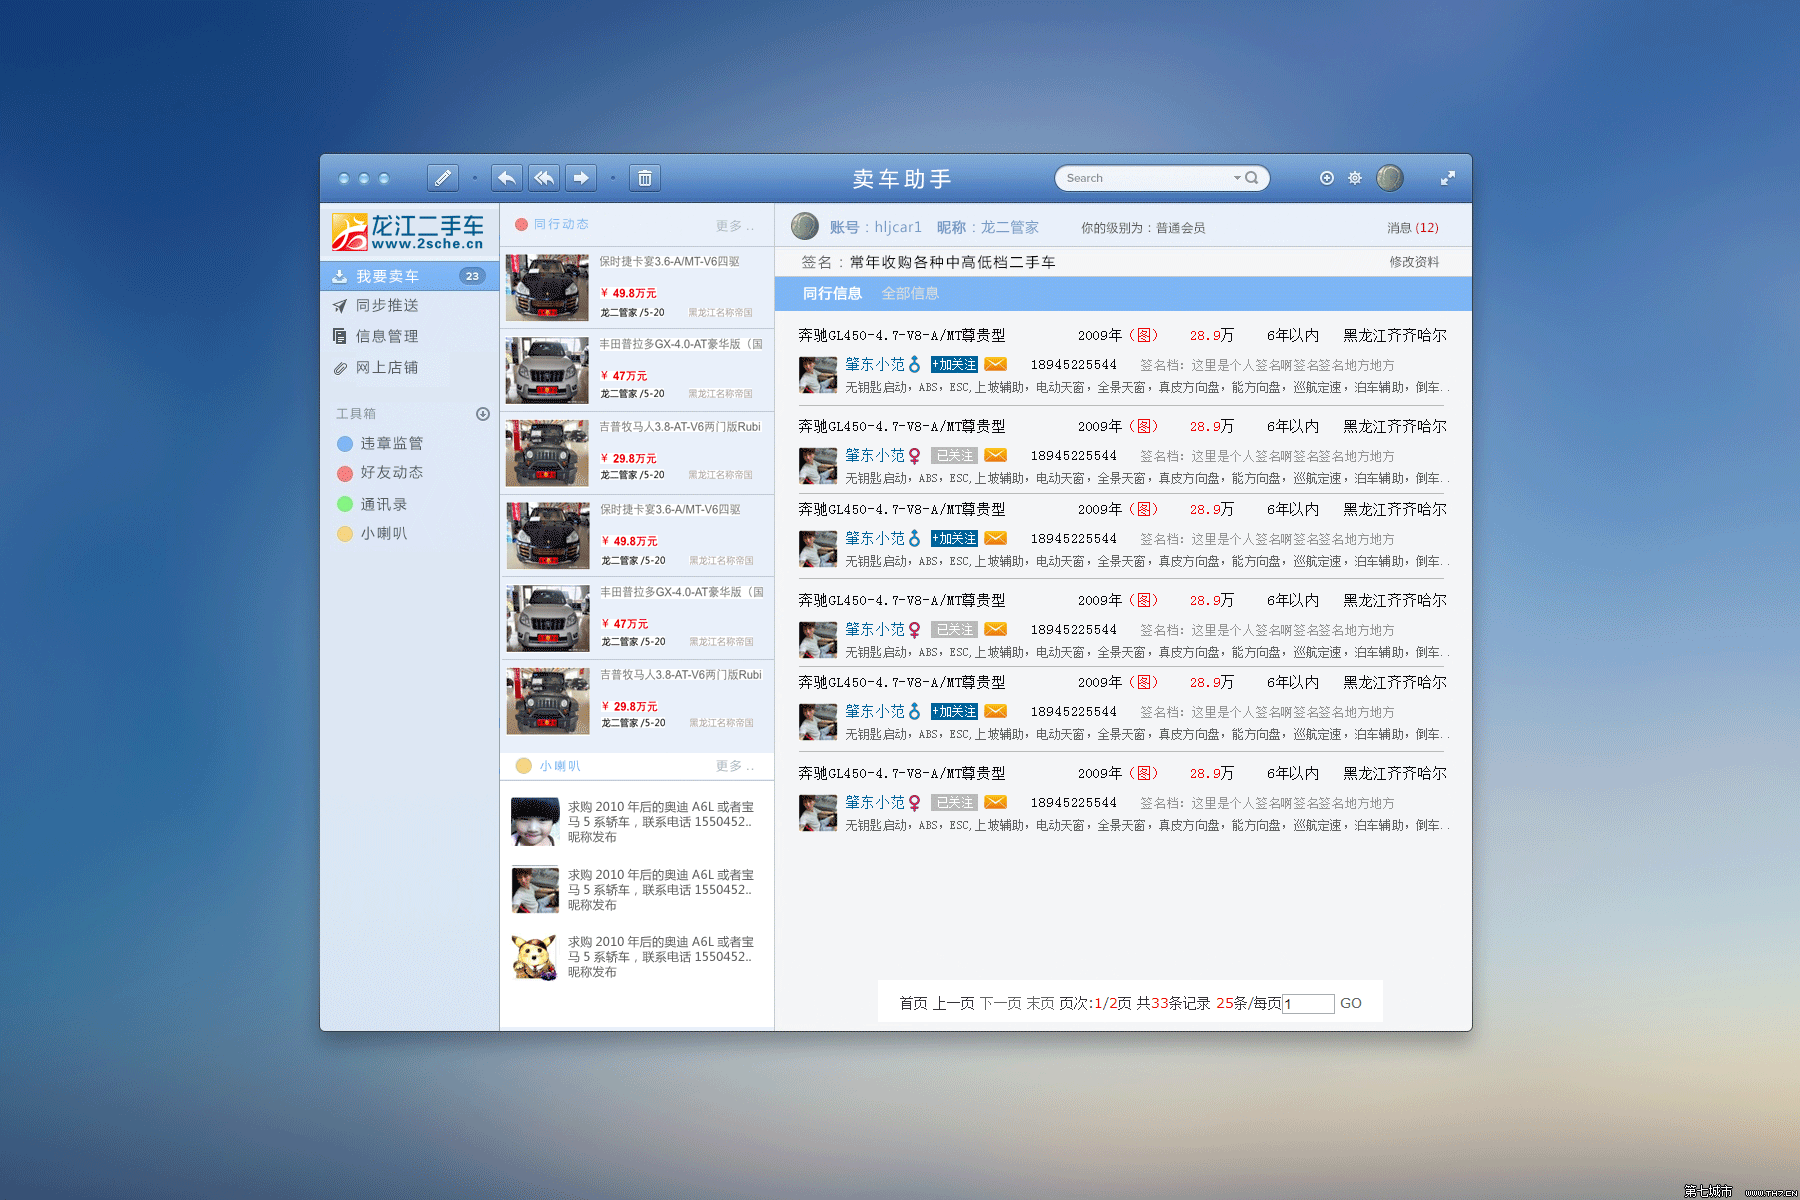 卖车助手
Search
龙江二手车
www.2sche.cn
我要卖车 23
同步推送
信息管理
网上店铺
工具箱
违章监管
好友动态
通讯录
小喇叭
同行动态 更多 ..
保时捷卡宴3.6-A/MT-V6四驱
¥ 49.8万元
龙二管家 /5-20 黑龙江名称帝国
丰田普拉多GX-4.0-AT豪华版（国
¥ 47万元
龙二管家 /5-20 黑龙江名称帝国
吉普牧马人3.8-AT-V6两门版Rubi
¥ 29.8万元
龙二管家 /5-20 黑龙江名称帝国
保时捷卡宴3.6-A/MT-V6四驱
¥ 49.8万元
龙二管家 /5-20 黑龙江名称帝国
丰田普拉多GX-4.0-AT豪华版（国
¥ 47万元
龙二管家 /5-20 黑龙江名称帝国
吉普牧马人3.8-AT-V6两门版Rubi
¥ 29.8万元
龙二管家 /5-20 黑龙江名称帝国
小喇叭 更多 ..
求购 2010 年后的奥迪 A6L 或者宝
马 5 系轿车，联系电话 1550452..
昵称发布
求购 2010 年后的奥迪 A6L 或者宝
马 5 系轿车，联系电话 1550452..
昵称发布
求购 2010 年后的奥迪 A6L 或者宝
马 5 系轿车，联系电话 1550452..
昵称发布
账号：hljcar1 昵称：龙二管家 你的级别为：普通会员 消息 (12)
签名：常年收购各种中高低档二手车 修改资料
同行信息 全部信息
奔驰GL450-4.7-V8-A/MT尊贵型 2009年（图） 28.9万 6年以内 黑龙江齐齐哈尔
肇东小范 +加关注 18945225544 签名档：这里是个人签名啊签名签名地方地方
无钥匙启动，ABS，ESC,上坡辅助，电动天窗，全景天窗，真皮方向盘，能方向盘，巡航定速，泊车辅助，倒车..
奔驰GL450-4.7-V8-A/MT尊贵型 2009年（图） 28.9万 6年以内 黑龙江齐齐哈尔
肇东小范 已关注 18945225544 签名档：这里是个人签名啊签名签名地方地方
无钥匙启动，ABS，ESC,上坡辅助，电动天窗，全景天窗，真皮方向盘，能方向盘，巡航定速，泊车辅助，倒车..
奔驰GL450-4.7-V8-A/MT尊贵型 2009年（图） 28.9万 6年以内 黑龙江齐齐哈尔
肇东小范 +加关注 18945225544 签名档：这里是个人签名啊签名签名地方地方
无钥匙启动，ABS，ESC,上坡辅助，电动天窗，全景天窗，真皮方向盘，能方向盘，巡航定速，泊车辅助，倒车..
奔驰GL450-4.7-V8-A/MT尊贵型 2009年（图） 28.9万 6年以内 黑龙江齐齐哈尔
肇东小范 已关注 18945225544 签名档：这里是个人签名啊签名签名地方地方
无钥匙启动，ABS，ESC,上坡辅助，电动天窗，全景天窗，真皮方向盘，能方向盘，巡航定速，泊车辅助，倒车..
奔驰GL450-4.7-V8-A/MT尊贵型 2009年（图） 28.9万 6年以内 黑龙江齐齐哈尔
肇东小范 +加关注 18945225544 签名档：这里是个人签名啊签名签名地方地方
无钥匙启动，ABS，ESC,上坡辅助，电动天窗，全景天窗，真皮方向盘，能方向盘，巡航定速，泊车辅助，倒车..
奔驰GL450-4.7-V8-A/MT尊贵型 2009年（图） 28.9万 6年以内 黑龙江齐齐哈尔
肇东小范 已关注 18945225544 签名档：这里是个人签名啊签名签名地方地方
无钥匙启动，ABS，ESC,上坡辅助，电动天窗，全景天窗，真皮方向盘，能方向盘，巡航定速，泊车辅助，倒车..
首页 上一页 下一页 末页 页次:1/2页 共33条记录 25条/每页 1 GO
第七城市 WWW.TH7.CN